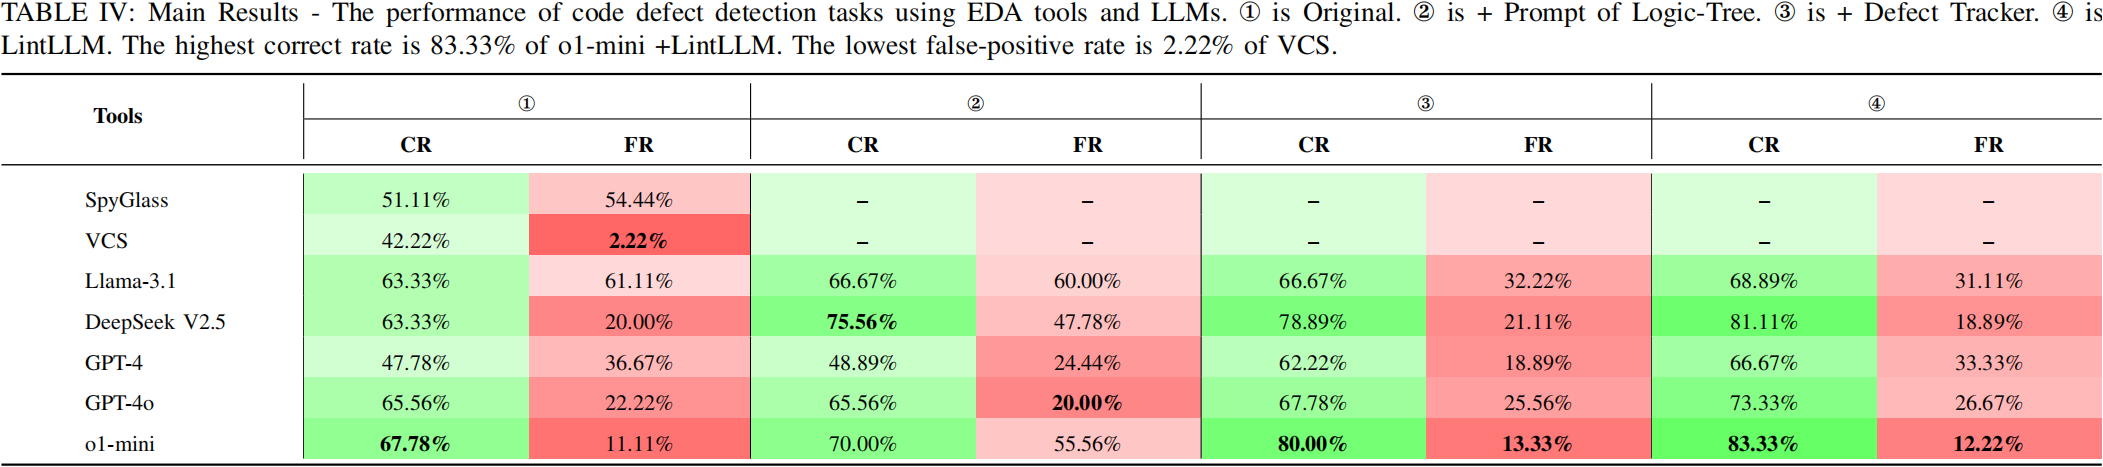 TABLE IV: Main Results - The performance of code defect detection tasks using EDA tools and LLMs. ① is Original. ② is + Prompt of Logic-Tree. ③ is + Defect Tracker. ④ is
LintLLM. The highest correct rate is 83.33% of o1-mini +LintLLM. The lowest false-positive rate is 2.22% of VCS.
Tools ① ② ③ ④
CR FR CR FR CR FR CR FR
SpyGlass 51.11% 54.44% – – – – – –
VCS 42.22% 2.22% – – – – – –
Llama-3.1 63.33% 61.11% 66.67% 60.00% 66.67% 32.22% 68.89% 31.11%
DeepSeek V2.5 63.33% 20.00% 75.56% 47.78% 78.89% 21.11% 81.11% 18.89%
GPT-4 47.78% 36.67% 48.89% 24.44% 62.22% 18.89% 66.67% 33.33%
GPT-4o 65.56% 22.22% 65.56% 20.00% 67.78% 25.56% 73.33% 26.67%
o1-mini 67.78% 11.11% 70.00% 55.56% 80.00% 13.33% 83.33% 12.22%